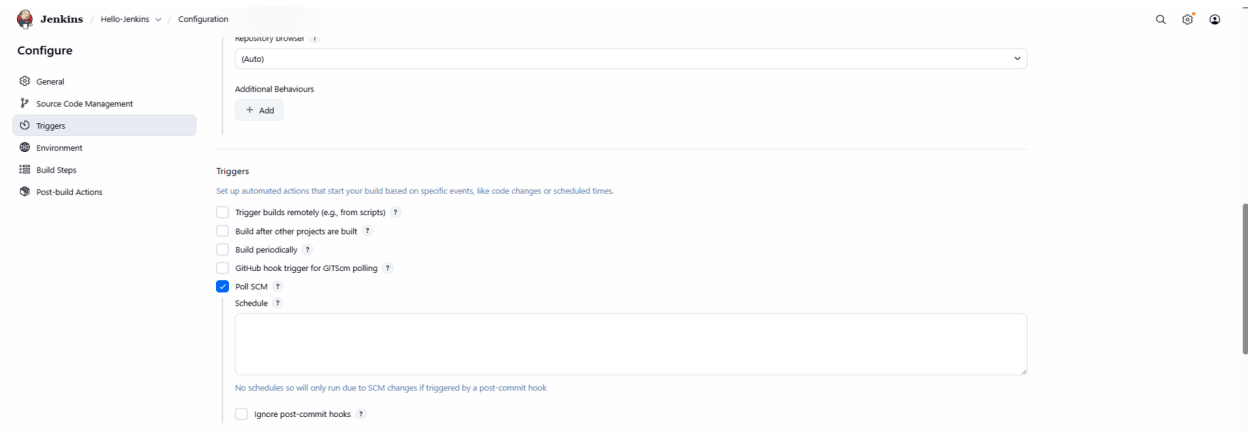 Jenkins / Hello-Jenkins / Configuration
Configure
General
Source Code Management
Triggers
Environment
Build Steps
Post-build Actions
Repository browser ?
(Auto)
Additional Behaviours
+ Add
Triggers
Set up automated actions that start your build based on specific events, like code changes or scheduled times.
Trigger builds remotely (e.g., from scripts) ?
Build after other projects are built ?
Build periodically ?
GitHub hook trigger for GITScm polling ?
Poll SCM ?
Schedule ?
No schedules so will only run due to SCM changes if triggered by a post-commit hook
Ignore post-commit hooks ?